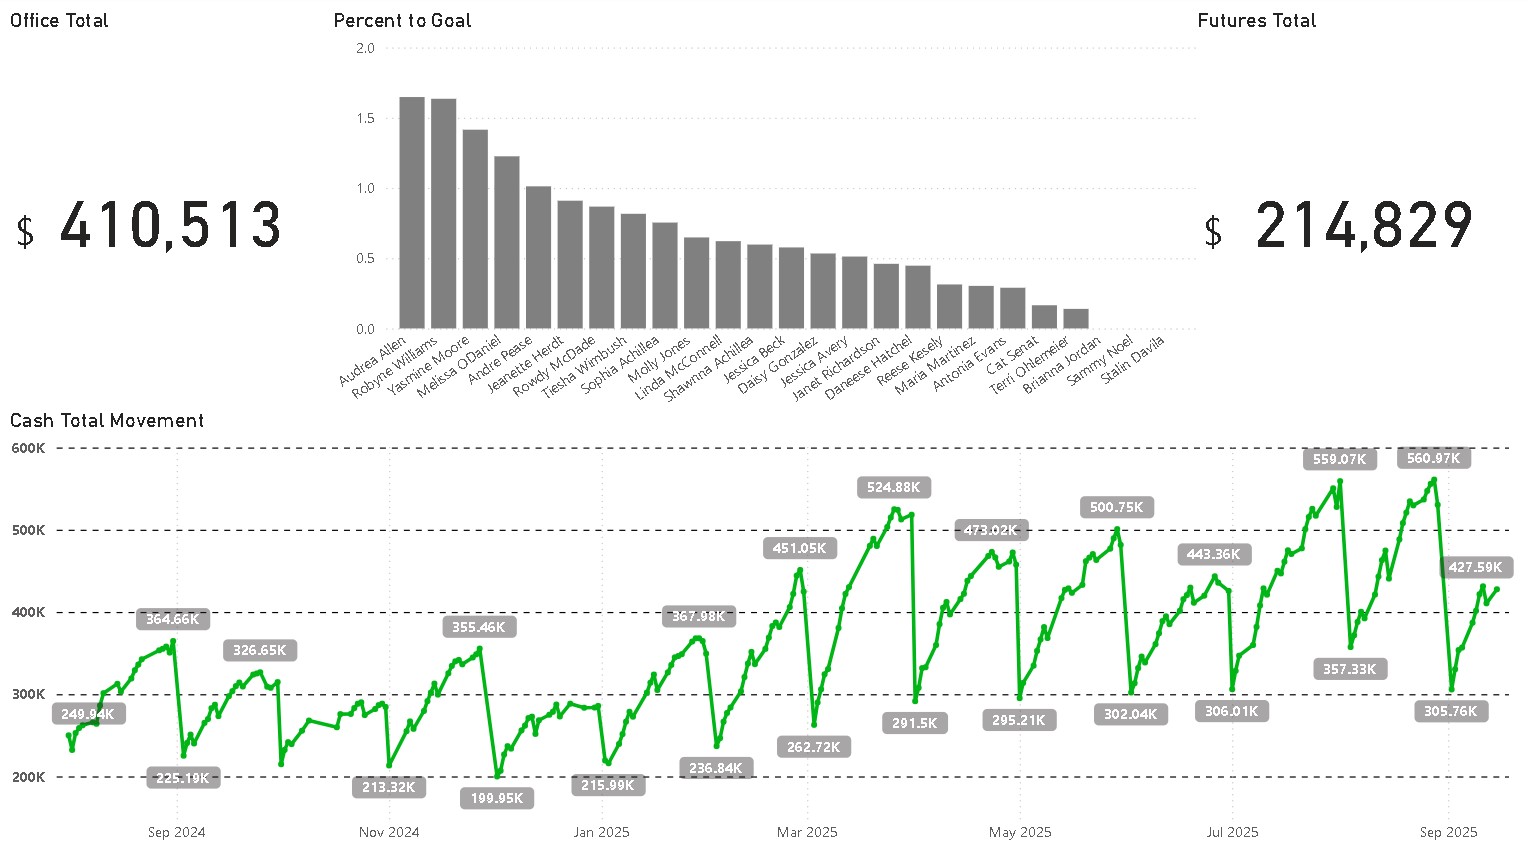 Office Total
$ 410,513
Percent to Goal
2.0
1.5
1.0
0.5
0.0
Audrea Allen
Robyne Williams
Yasmine Moore
Melissa ODaniel
Andre Pease
Jeanette Herdt
Rowdy McDade
Tiesha Wimbush
Sophia Achillea
Molly Jones
Linda McConnell
Shawnna Achillea
Jessica Beck
Daisy Gonzalez
Jessica Avery
Janet Richardson
Daneese Hatchel
Reese Kesely
Maria Martinez
Antonia Evans
Cat Senat
Terri Ohlemeier
Brianna Jordan
Sammy Noel
Stalin Davila
Futures Total
$ 214,829
Cash Total Movement
600K
500K
400K
300K
200K
249.94K
364.66K
225.19K
326.65K
213.32K
355.46K
199.95K
215.99K
367.98K
236.84K
451.05K
262.72K
524.88K
291.5K
473.02K
295.21K
500.75K
302.04K
443.36K
306.01K
559.07K
357.33K
560.97K
305.76K
427.59K
Sep 2024
Nov 2024
Jan 2025
Mar 2025
May 2025
Jul 2025
Sep 2025